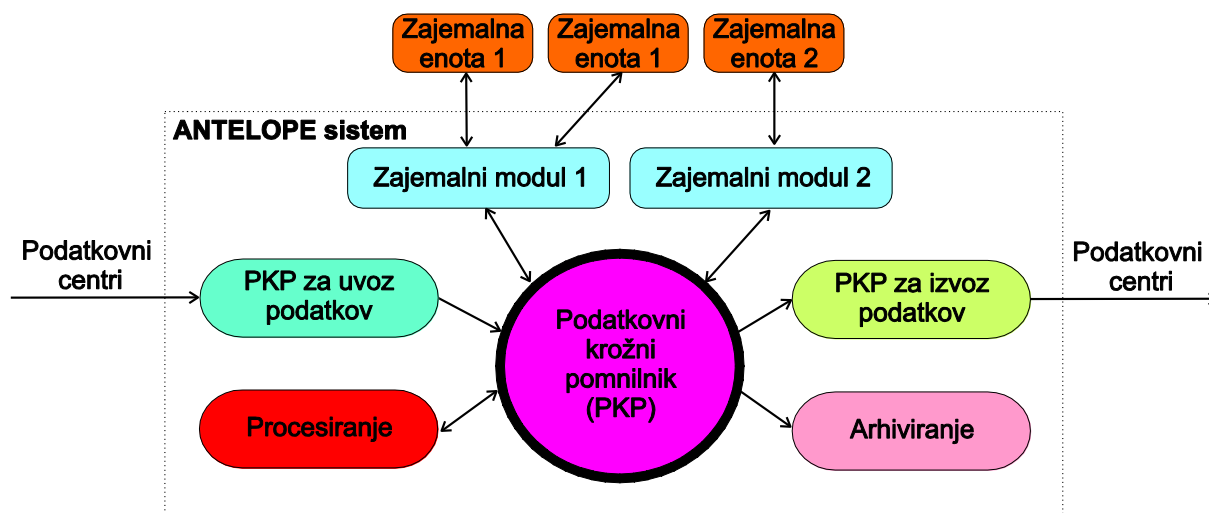 Zajemalna
enota 1
Zajemalna
enota 1
Zajemalna
enota 2
ANTELOPE sistem
Zajemalni modul 1
Zajemalni modul 2
Podatkovni
centri
PKP za uvoz
podatkov
Podatkovni
krožni
pomnilnik
(PKP)
PKP za izvoz
podatkov
Podatkovni
centri
Procesiranje
Arhiviranje